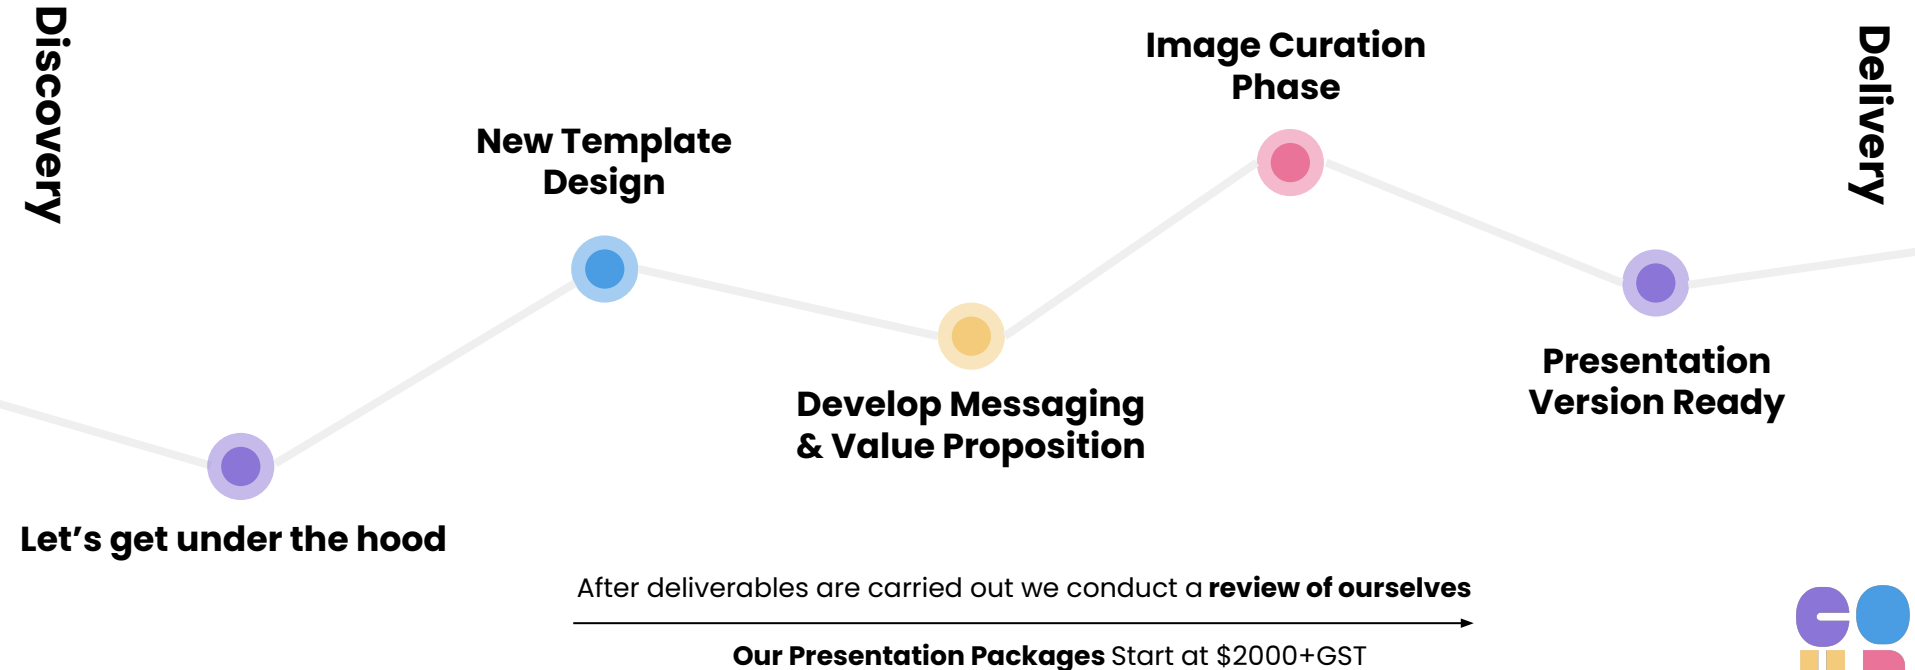 Discovery
Let’s get under the hood
New Template
Design
Develop Messaging
& Value Proposition
Image Curation
Phase
Presentation
Version Ready
Delivery
After deliverables are carried out we conduct a review of ourselves
Our Presentation Packages Start at $2000+GST